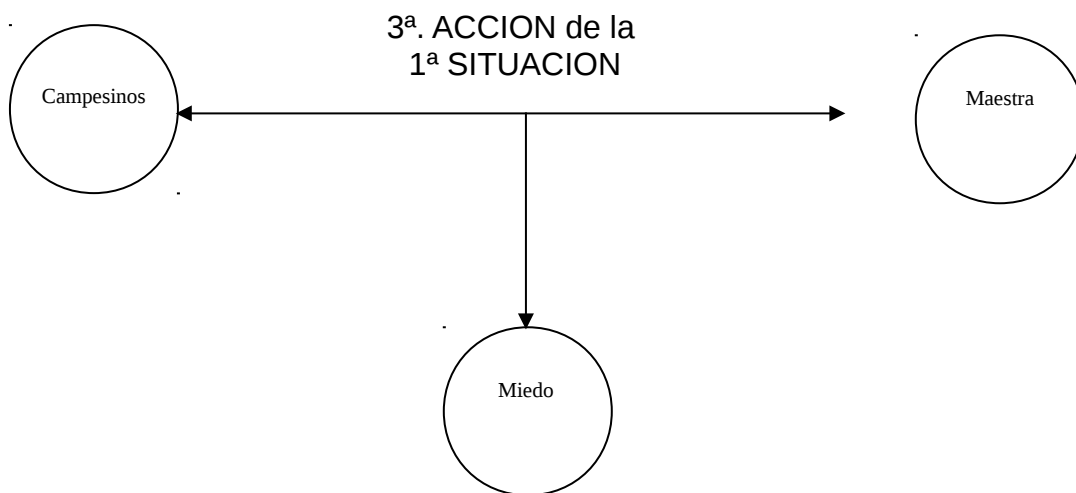 3ª. ACCION de la
1ª SITUACION
Campesinos
Maestra
Miedo